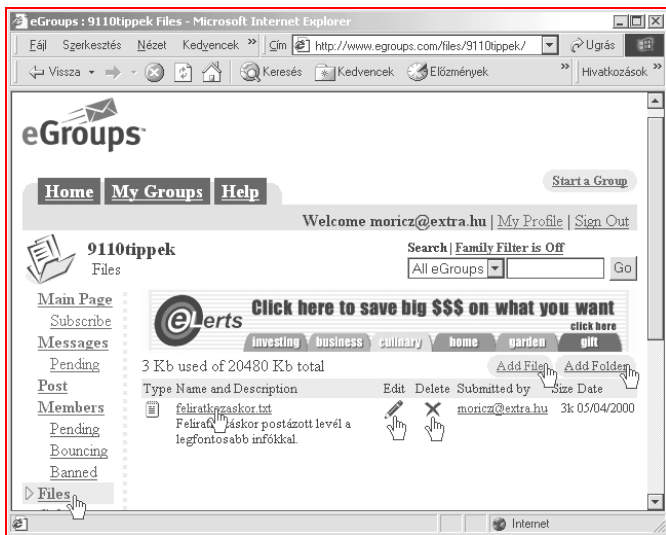 eGroups : 9110tippek Files - Microsoft Internet Explorer
Fájl Szerkesztés Nézet Kedvencek » Cím http://www.egroups.com/files/9110tippek/ Ugrás
Vissza Keresés Kedvencek Előzmények » Hivatkozások »
eGroups
Home My Groups Help Start a Group
Welcome moricz@extra.hu | My Profile | Sign Out
9110tippek
Files
Search | Family Filter is Off
All eGroups Go
Main Page
Subscribe
Messages
Pending
Post
Members
Pending
Bouncing
Banned
Files
eLerts Click here to save big $$$ on what you want
click here
investing business culinary home garden gift
3 Kb used of 20480 Kb total Add File Add Folder
Type Name and Description Edit Delete Submitted by Size Date
feliratkozaskor.txt moricz@extra.hu 3k 05/04/2000
postázott levél a
legfontosabb infókkal.
Internet